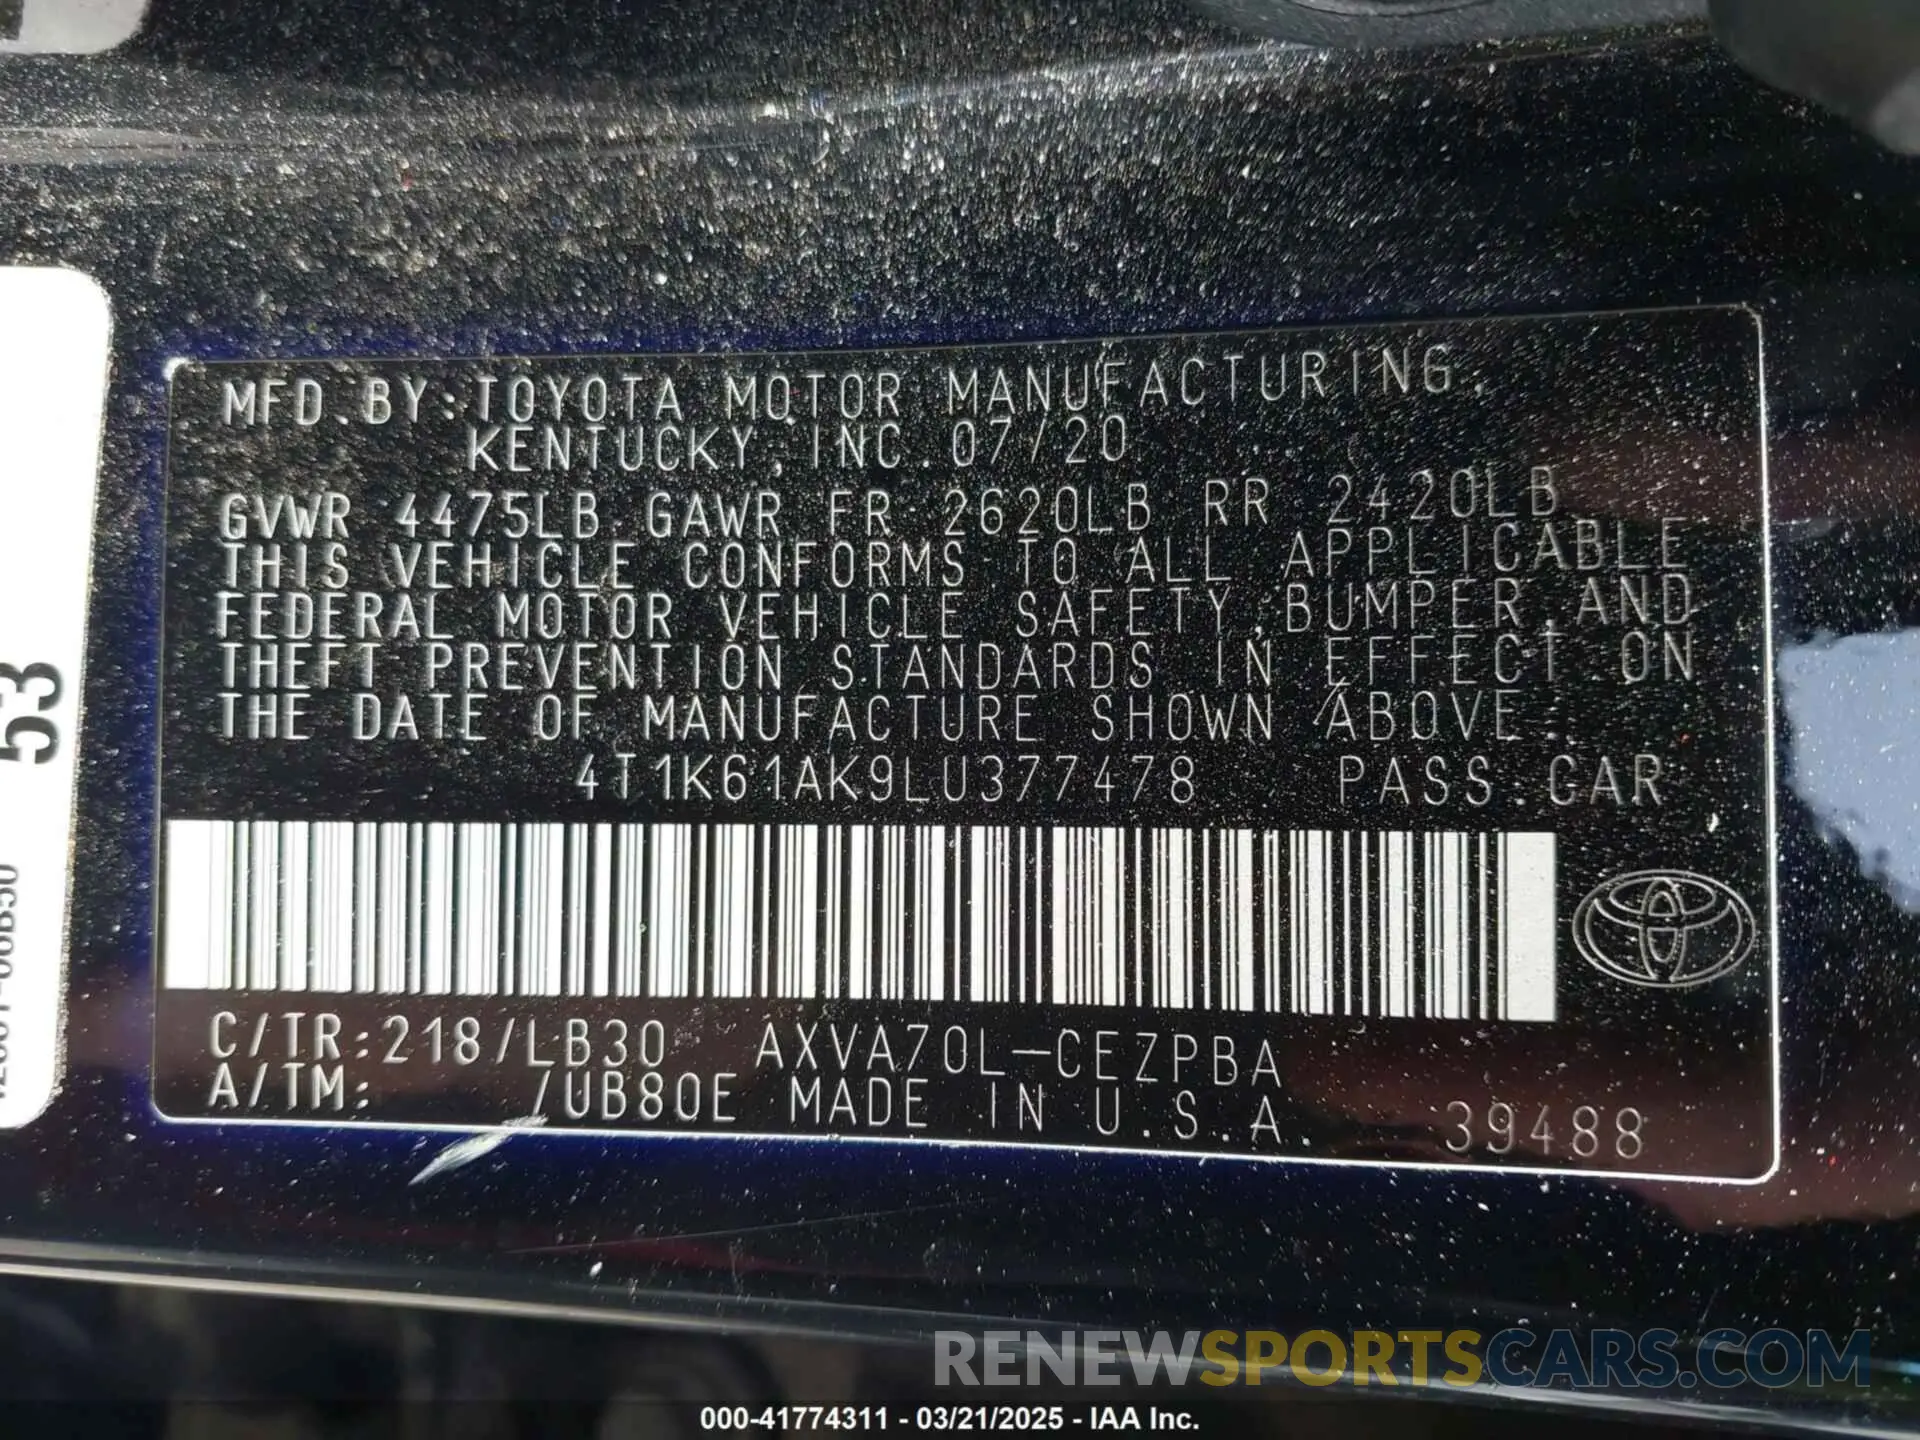 MFD.BY:TOYOTA MOTOR MANUFACTURING,
KENTUCKY, INC. 07/20
GVWR 4475LB GAWR FR 2620LB RR 2420LB
THIS VEHICLE CONFORMS TO ALL APPLICABLE
FEDERAL MOTOR VEHICLE SAFETY,BUMPER,AND
THEFT PREVENTION STANDARDS IN EFFECT ON
THE DATE OF MANUFACTURE SHOWN ABOVE.
4T1K61AK9LU377478 PASS.CAR
C/TR:218/LB30 AXVA70L-CEZPBA
A/TM: /UB80E MADE IN U.S.A. 39488
53
RENEWSPORTSCARS.COM
000-41774311 - 03/21/2025 - IAA Inc.